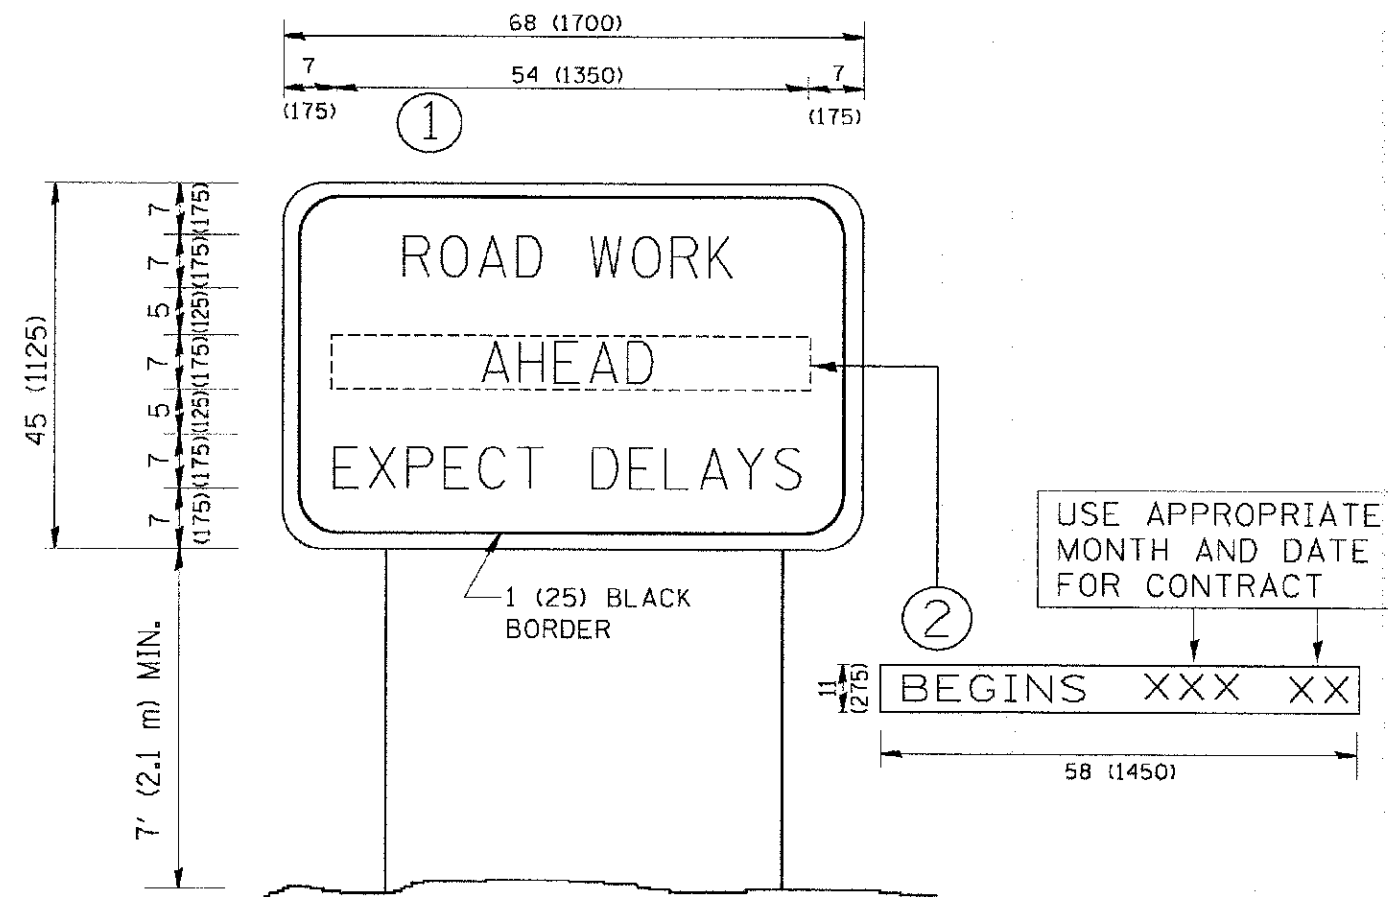 68 (1700)
7
54 (1350)
7
(175)
(175)
1
45 (1125)
7 (175)
7 (175)
5 (125)
7 (175)
5 (125)
7 (175)
7 (175)
ROAD WORK
AHEAD
EXPECT DELAYS
1 (25) BLACK
BORDER
7' (2.1 m) MIN.
2
USE APPROPRIATE
MONTH AND DATE
FOR CONTRACT
11
(275)
BEGINS XXX XX
58 (1450)